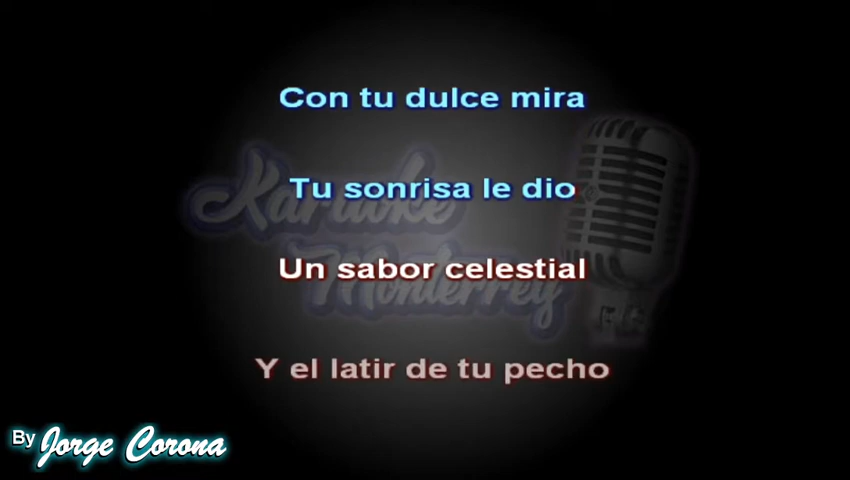 Con tu dulce mira
Tu sonrisa le dio
Karaoke
Un sabor celestial
Monterrey
Y el latir de tu pecho
By Jorge Corona